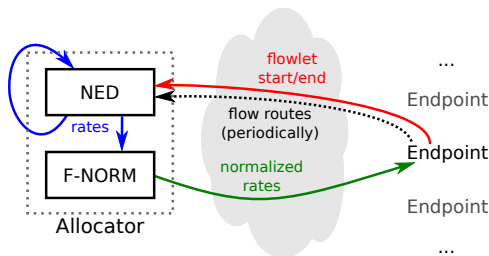 NED
rates
F-NORM
Allocator
flowlet
start/end
flow routes
(periodically)
normalized
rates
...
Endpoint
Endpoint
Endpoint
...